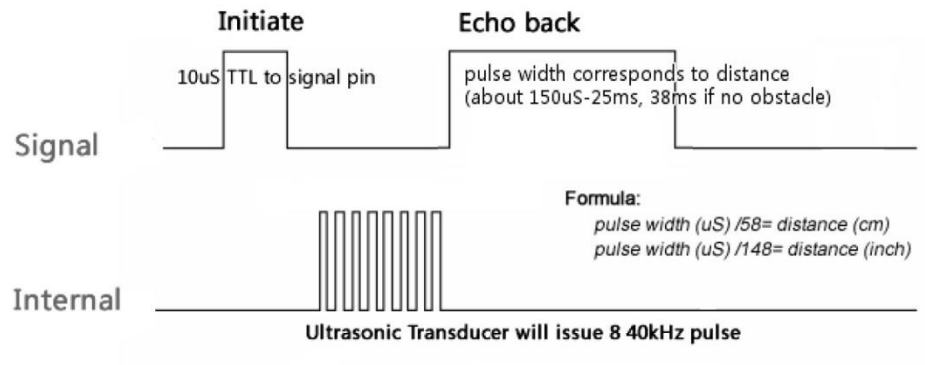 Initiate
Echo back
10uS TTL to signal pin
pulse width corresponds to distance
(about 150uS-25ms, 38ms if no obstacle)
Signal
Formula:
pulse width (uS) /58= distance (cm)
pulse width (uS) /148= distance (inch)
Internal
Ultrasonic Transducer will issue 8 40kHz pulse